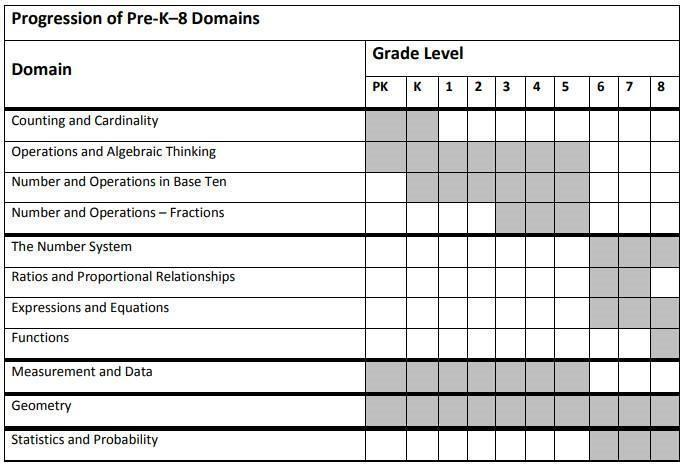 Progression of Pre-K–8 Domains
Domain
Grade Level
PK K 1 2 3 4 5 6 7 8
Counting and Cardinality
Operations and Algebraic Thinking
Number and Operations in Base Ten
Number and Operations – Fractions
The Number System
Ratios and Proportional Relationships
Expressions and Equations
Functions
Measurement and Data
Geometry
Statistics and Probability